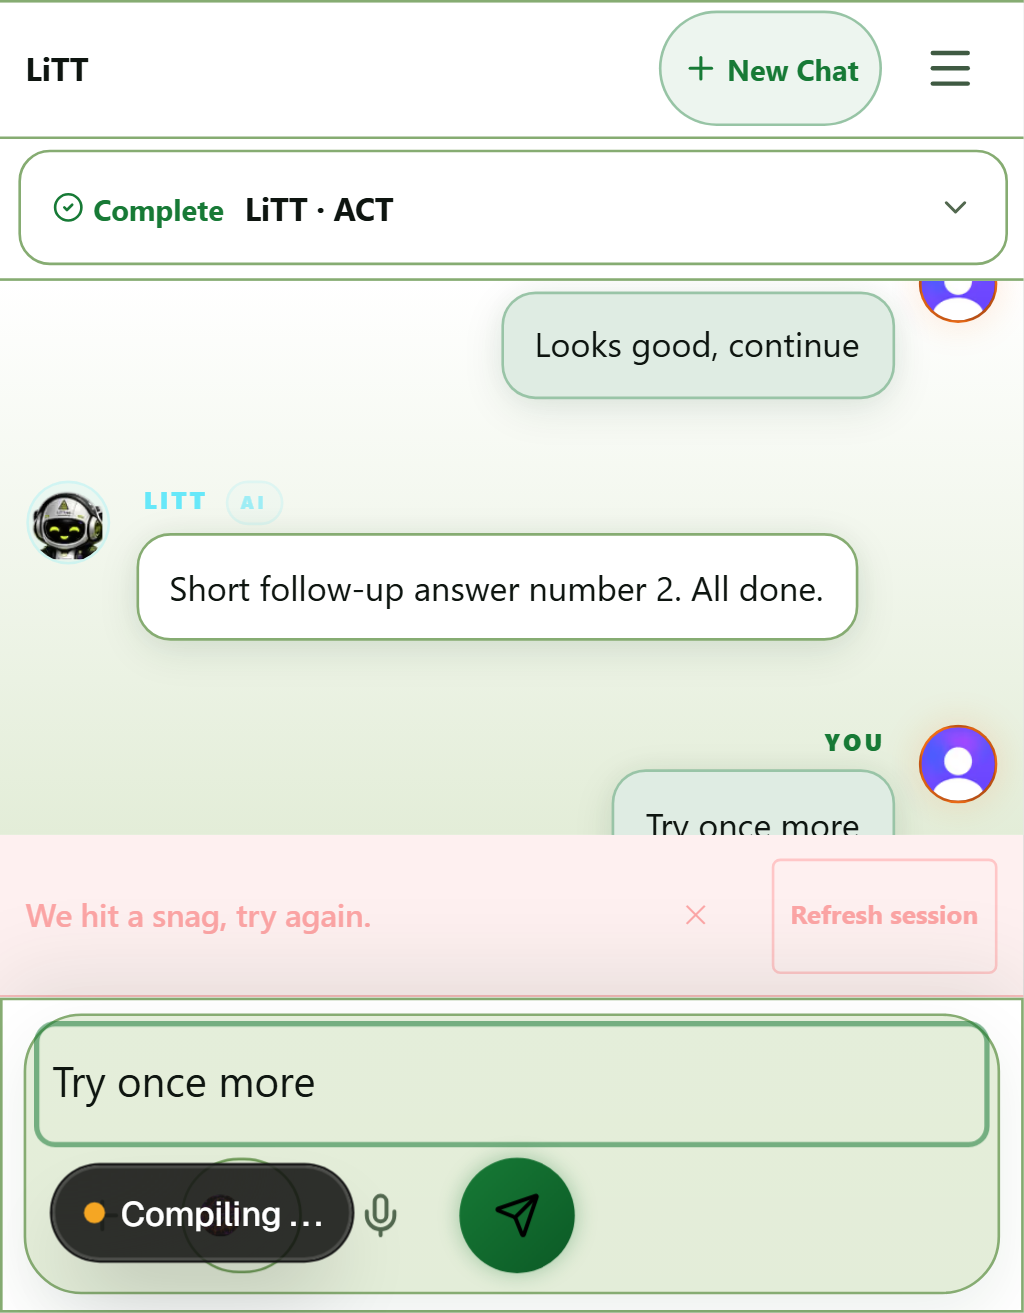 LiTT
+ New Chat
Complete LiTT · ACT
Looks good, continue
LITT AI
Short follow-up answer number 2. All done.
YOU
Try once more
We hit a snag, try again.
Refresh session
Try once more
Compiling ...